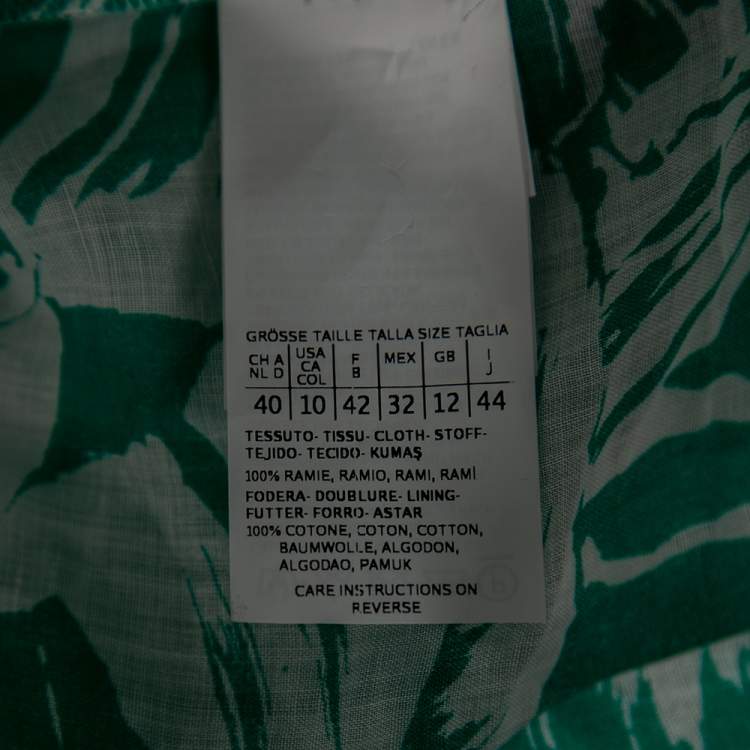 GRÖSSE TAILLE TALLA SIZE TAGLIA
CH A NL D USA CA COL F B MEX GB I J
40 10 42 32 12 44
TESSUTO- TISSU- CLOTH- STOFF-
TEJIDO- TECIDO- KUMAŞ
100% RAMIE, RAMIO, RAMI, RAMİ
FODERA- DOUBLURE- LINING-
FUTTER- FORRO- ASTAR
100% COTONE, COTON, COTTON,
BAUMWOLLE, ALGODON,
ALGODAO, PAMUK
CARE INSTRUCTIONS ON
REVERSE